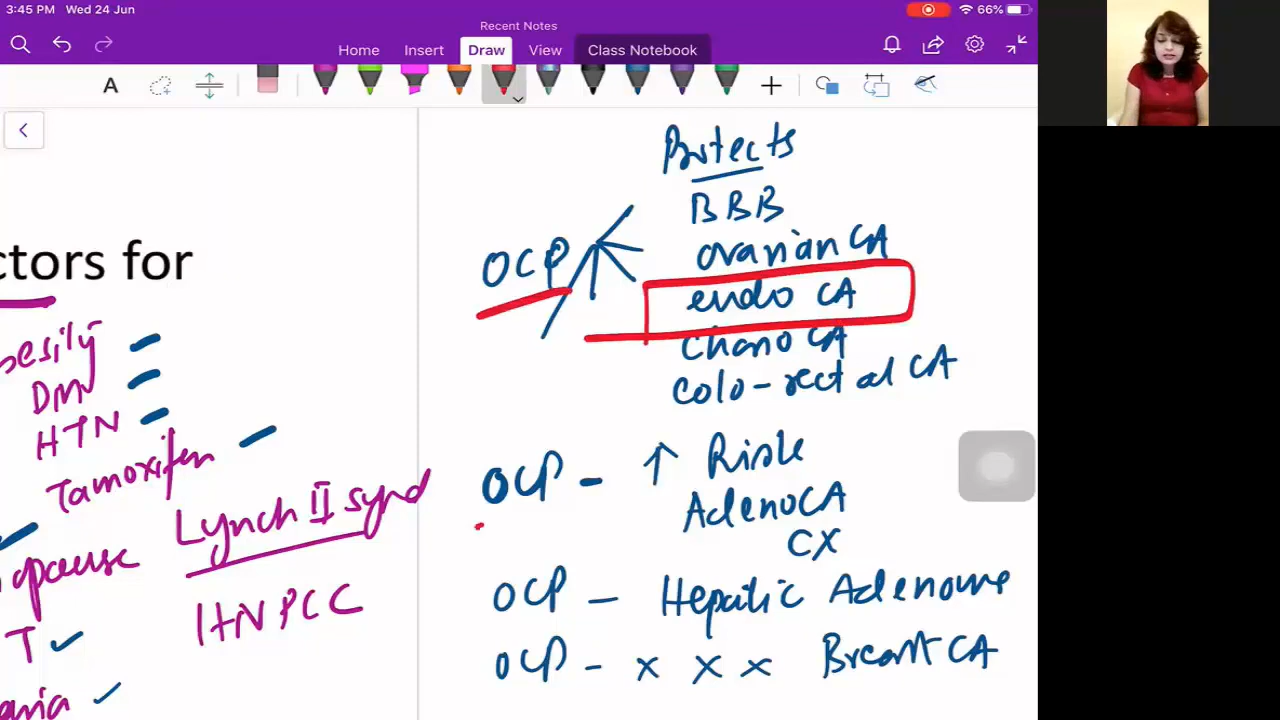 3:45 PM Wed 24 Jun
66%
Recent Notes
Home Insert Draw View Class Notebook
A
ctors for
besity
DM
HTN
Tamoxifen
Lynch II synd
opause
HNPCC
T
Protects
BBB
OCP
ovarian CA
endo CA
Chorio CA
Colo-rectal CA
OCP - ↑ Risk
AdenoCA
CX
OCP - Hepatic Adenoma
OCP - x x x Breast CA